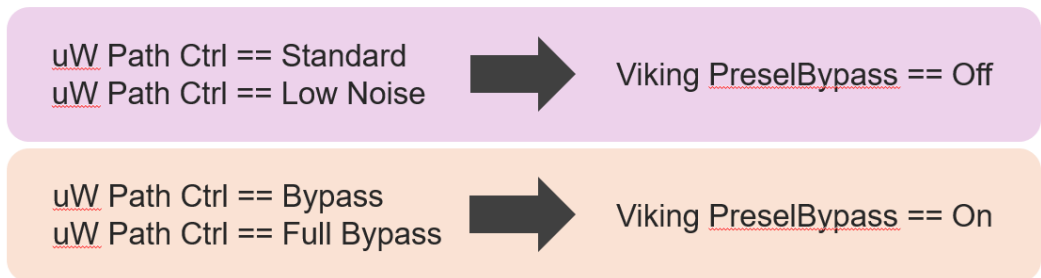 uW Path Ctrl == Standard
uW Path Ctrl == Low Noise
Viking PreselBypass == Off
uW Path Ctrl == Bypass
uW Path Ctrl == Full Bypass
Viking PreselBypass == On